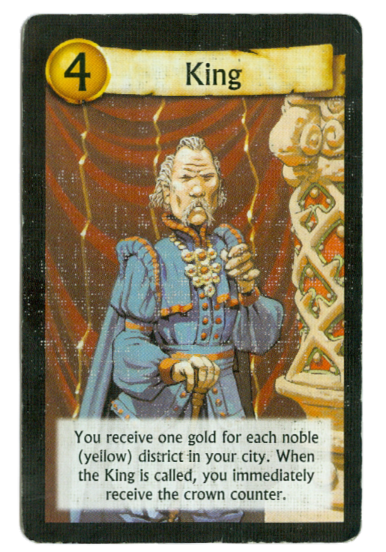 4
King
You receive one gold for each noble
(yellow) district in your city. When
the King is called, you immediately
receive the crown counter.